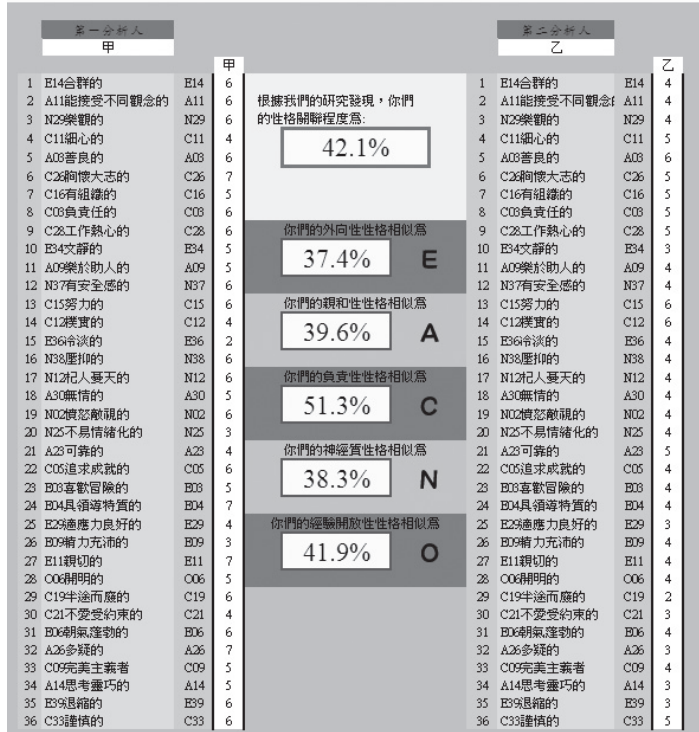 第一分析人
甲
甲
1 E14合群的 E14 6
2 A11能接受不同觀念的 A11 6
3 N29樂觀的 N29 6
4 C11細心的 C11 4
5 A03善良的 A03 6
6 C26胸懷大志的 C26 7
7 C16有組織的 C16 5
8 C03負責任的 C03 6
9 C28工作熱心的 C28 6
10 E34文靜的 E34 5
11 A09樂於助人的 A09 5
12 N37有安全感的 N37 6
13 C15努力的 C15 6
14 C12樸實的 C12 4
15 E36冷淡的 E36 2
16 N38壓抑的 N38 6
17 N12杞人憂天的 N12 6
18 A30無情的 A30 5
19 N02憤怒敵視的 N02 6
20 N25不易情緒化的 N25 3
21 A23可靠的 A23 4
22 C05追求成就的 C05 6
23 E03喜歡冒險的 E03 5
24 E04具領導特質的 E04 7
25 E29適應力良好的 E29 4
26 E09精力充沛的 E09 3
27 E11親切的 E11 7
28 O06開明的 O06 5
29 C19半途而廢的 C19 6
30 C21不愛受約束的 C21 4
31 E06朝氣蓬勃的 E06 6
32 A26多疑的 A26 7
33 C09完美主義者 C09 5
34 A14思考靈巧的 A14 5
35 E39退縮的 E39 6
36 C33謹慎的 C33 6
根據我們的研究發現，你們
的性格關聯程度為:
42.1%
你們的外向性性格相似為
37.4% E
你們的親和性性格相似為
39.6% A
你們的負責性性格相似為
51.3% C
你們的神經質性格相似為
38.3% N
你們的經驗開放性性格相似為
41.9% O
第二分析人
乙
乙
1 E14合群的 E14 4
2 A11能接受不同觀念 A11 4
3 N29樂觀的 N29 4
4 C11細心的 C11 5
5 A03善良的 A03 6
6 C26胸懷大志的 C26 5
7 C16有組織的 C16 5
8 C03負責任的 C03 5
9 C28工作熱心的 C28 5
10 E34文靜的 E34 3
11 A09樂於助人的 A09 4
12 N37有安全感的 N37 4
13 C15努力的 C15 6
14 C12樸實的 C12 6
15 E36冷淡的 E36 4
16 N38壓抑的 N38 4
17 N12杞人憂天的 N12 4
18 A30無情的 A30 4
19 N02憤怒敵視的 N02 4
20 N25不易情緒化的 N25 4
21 A23可靠的 A23 5
22 C05追求成就的 C05 4
23 E03喜歡冒險的 E03 4
24 E04具領導特質的 E04 4
25 E29適應力良好的 E29 3
26 E09精力充沛的 E09 4
27 E11親切的 E11 4
28 O06開明的 O06 4
29 C19半途而廢的 C19 2
30 C21不愛受約束的 C21 3
31 E06朝氣蓬勃的 E06 4
32 A26多疑的 A26 3
33 C09完美主義者 C09 4
34 A14思考靈巧的 A14 3
35 E39退縮的 E39 3
36 C33謹慎的 C33 5